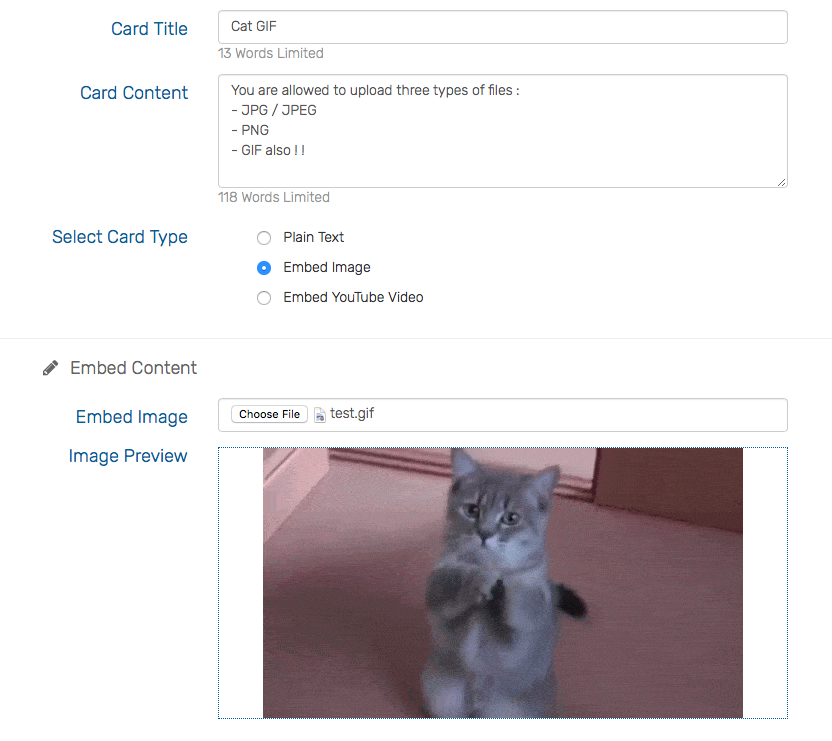 Card Title
Cat GIF
13 Words Limited
Card Content
You are allowed to upload three types of files :
- JPG / JPEG
- PNG
- GIF also ! !
118 Words Limited
Select Card Type
Plain Text
Embed Image
Embed YouTube Video
Embed Content
Embed Image
Choose File test.gif
Image Preview